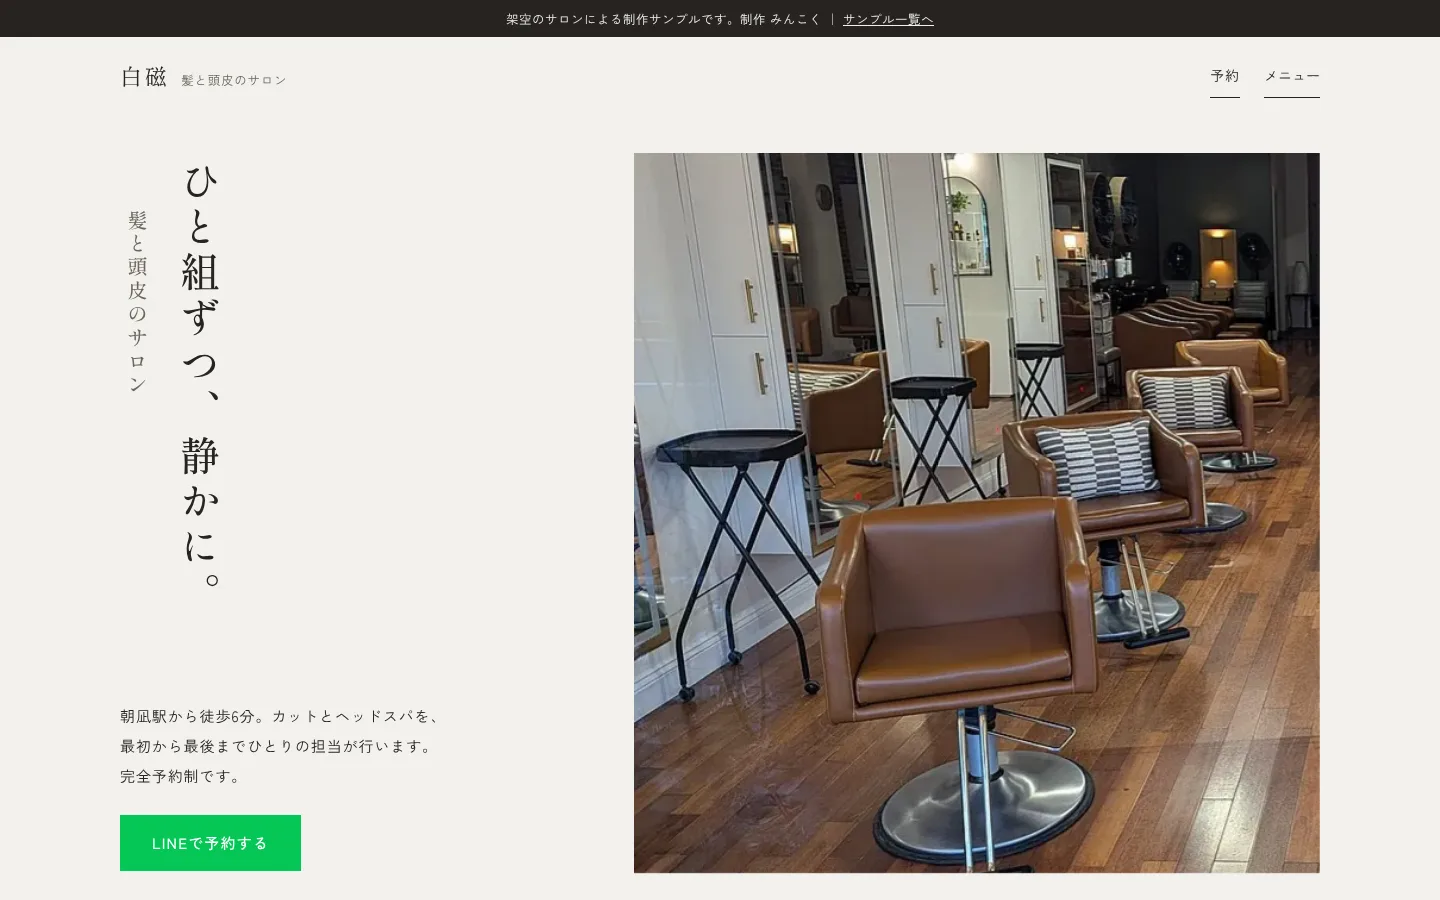 架空のサロンによる制作サンプルです。制作 みんこく ｜ サンプル一覧へ
白磁 髪と頭皮のサロン
予約 メニュー
ひと組ずつ、静かに。
髪と頭皮のサロン
朝凪駅から徒歩6分。カットとヘッドスパを、
最初から最後までひとりの担当が行います。
完全予約制です。
LINEで予約する